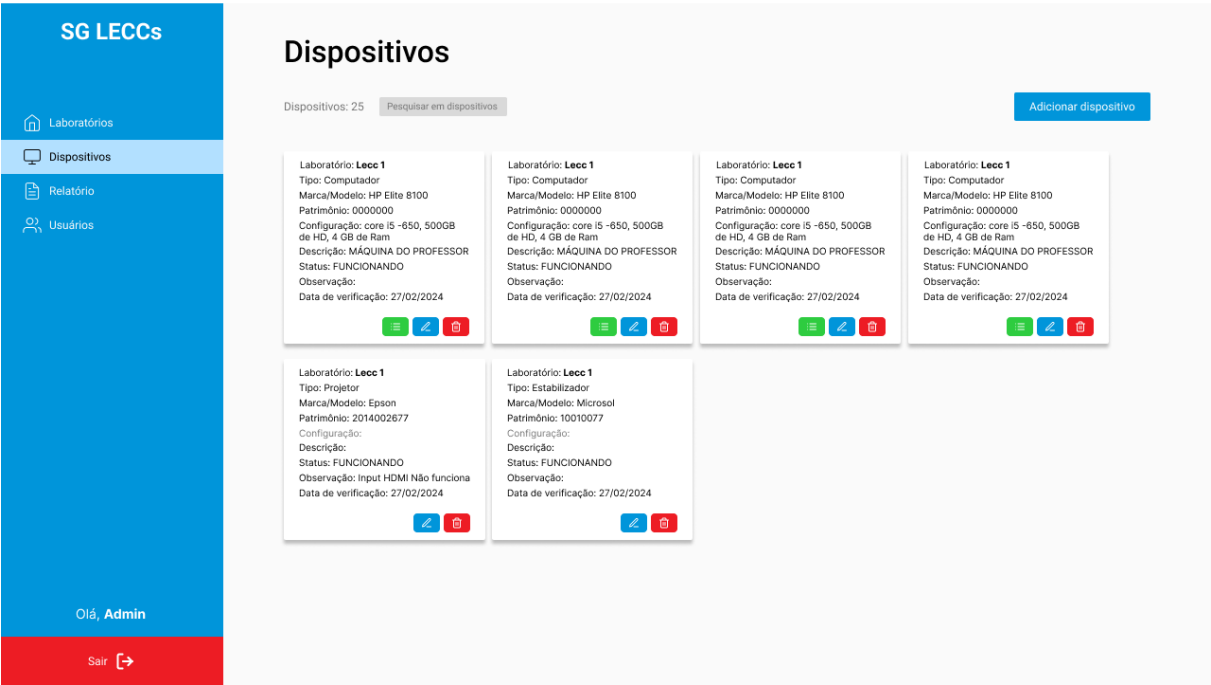 SG LECCs
Laboratórios
Dispositivos
Relatório
Usuários
Olá, Admin
Sair
Dispositivos
Dispositivos: 25
Pesquisar em dispositivos
Adicionar dispositivo
Laboratório: Lecc 1
Tipo: Computador
Marca/Modelo: HP Elite 8100
Patrimônio: 0000000
Configuração: core i5 -650, 500GB
de HD, 4 GB de Ram
Descrição: MÁQUINA DO PROFESSOR
Status: FUNCIONANDO
Observação:
Data de verificação: 27/02/2024
Laboratório: Lecc 1
Tipo: Computador
Marca/Modelo: HP Elite 8100
Patrimônio: 0000000
Configuração: core i5 -650, 500GB
de HD, 4 GB de Ram
Descrição: MÁQUINA DO PROFESSOR
Status: FUNCIONANDO
Observação:
Data de verificação: 27/02/2024
Laboratório: Lecc 1
Tipo: Computador
Marca/Modelo: HP Elite 8100
Patrimônio: 0000000
Configuração: core i5 -650, 500GB
de HD, 4 GB de Ram
Descrição: MÁQUINA DO PROFESSOR
Status: FUNCIONANDO
Observação:
Data de verificação: 27/02/2024
Laboratório: Lecc 1
Tipo: Computador
Marca/Modelo: HP Elite 8100
Patrimônio: 0000000
Configuração: core i5 -650, 500GB
de HD, 4 GB de Ram
Descrição: MÁQUINA DO PROFESSOR
Status: FUNCIONANDO
Observação:
Data de verificação: 27/02/2024
Laboratório: Lecc 1
Tipo: Projetor
Marca/Modelo: Epson
Patrimônio: 2014002677
Configuração:
Descrição:
Status: FUNCIONANDO
Observação: Input HDMI Não funciona
Data de verificação: 27/02/2024
Laboratório: Lecc 1
Tipo: Estabilizador
Marca/Modelo: Microsol
Patrimônio: 10010077
Configuração:
Descrição:
Status: FUNCIONANDO
Observação:
Data de verificação: 27/02/2024